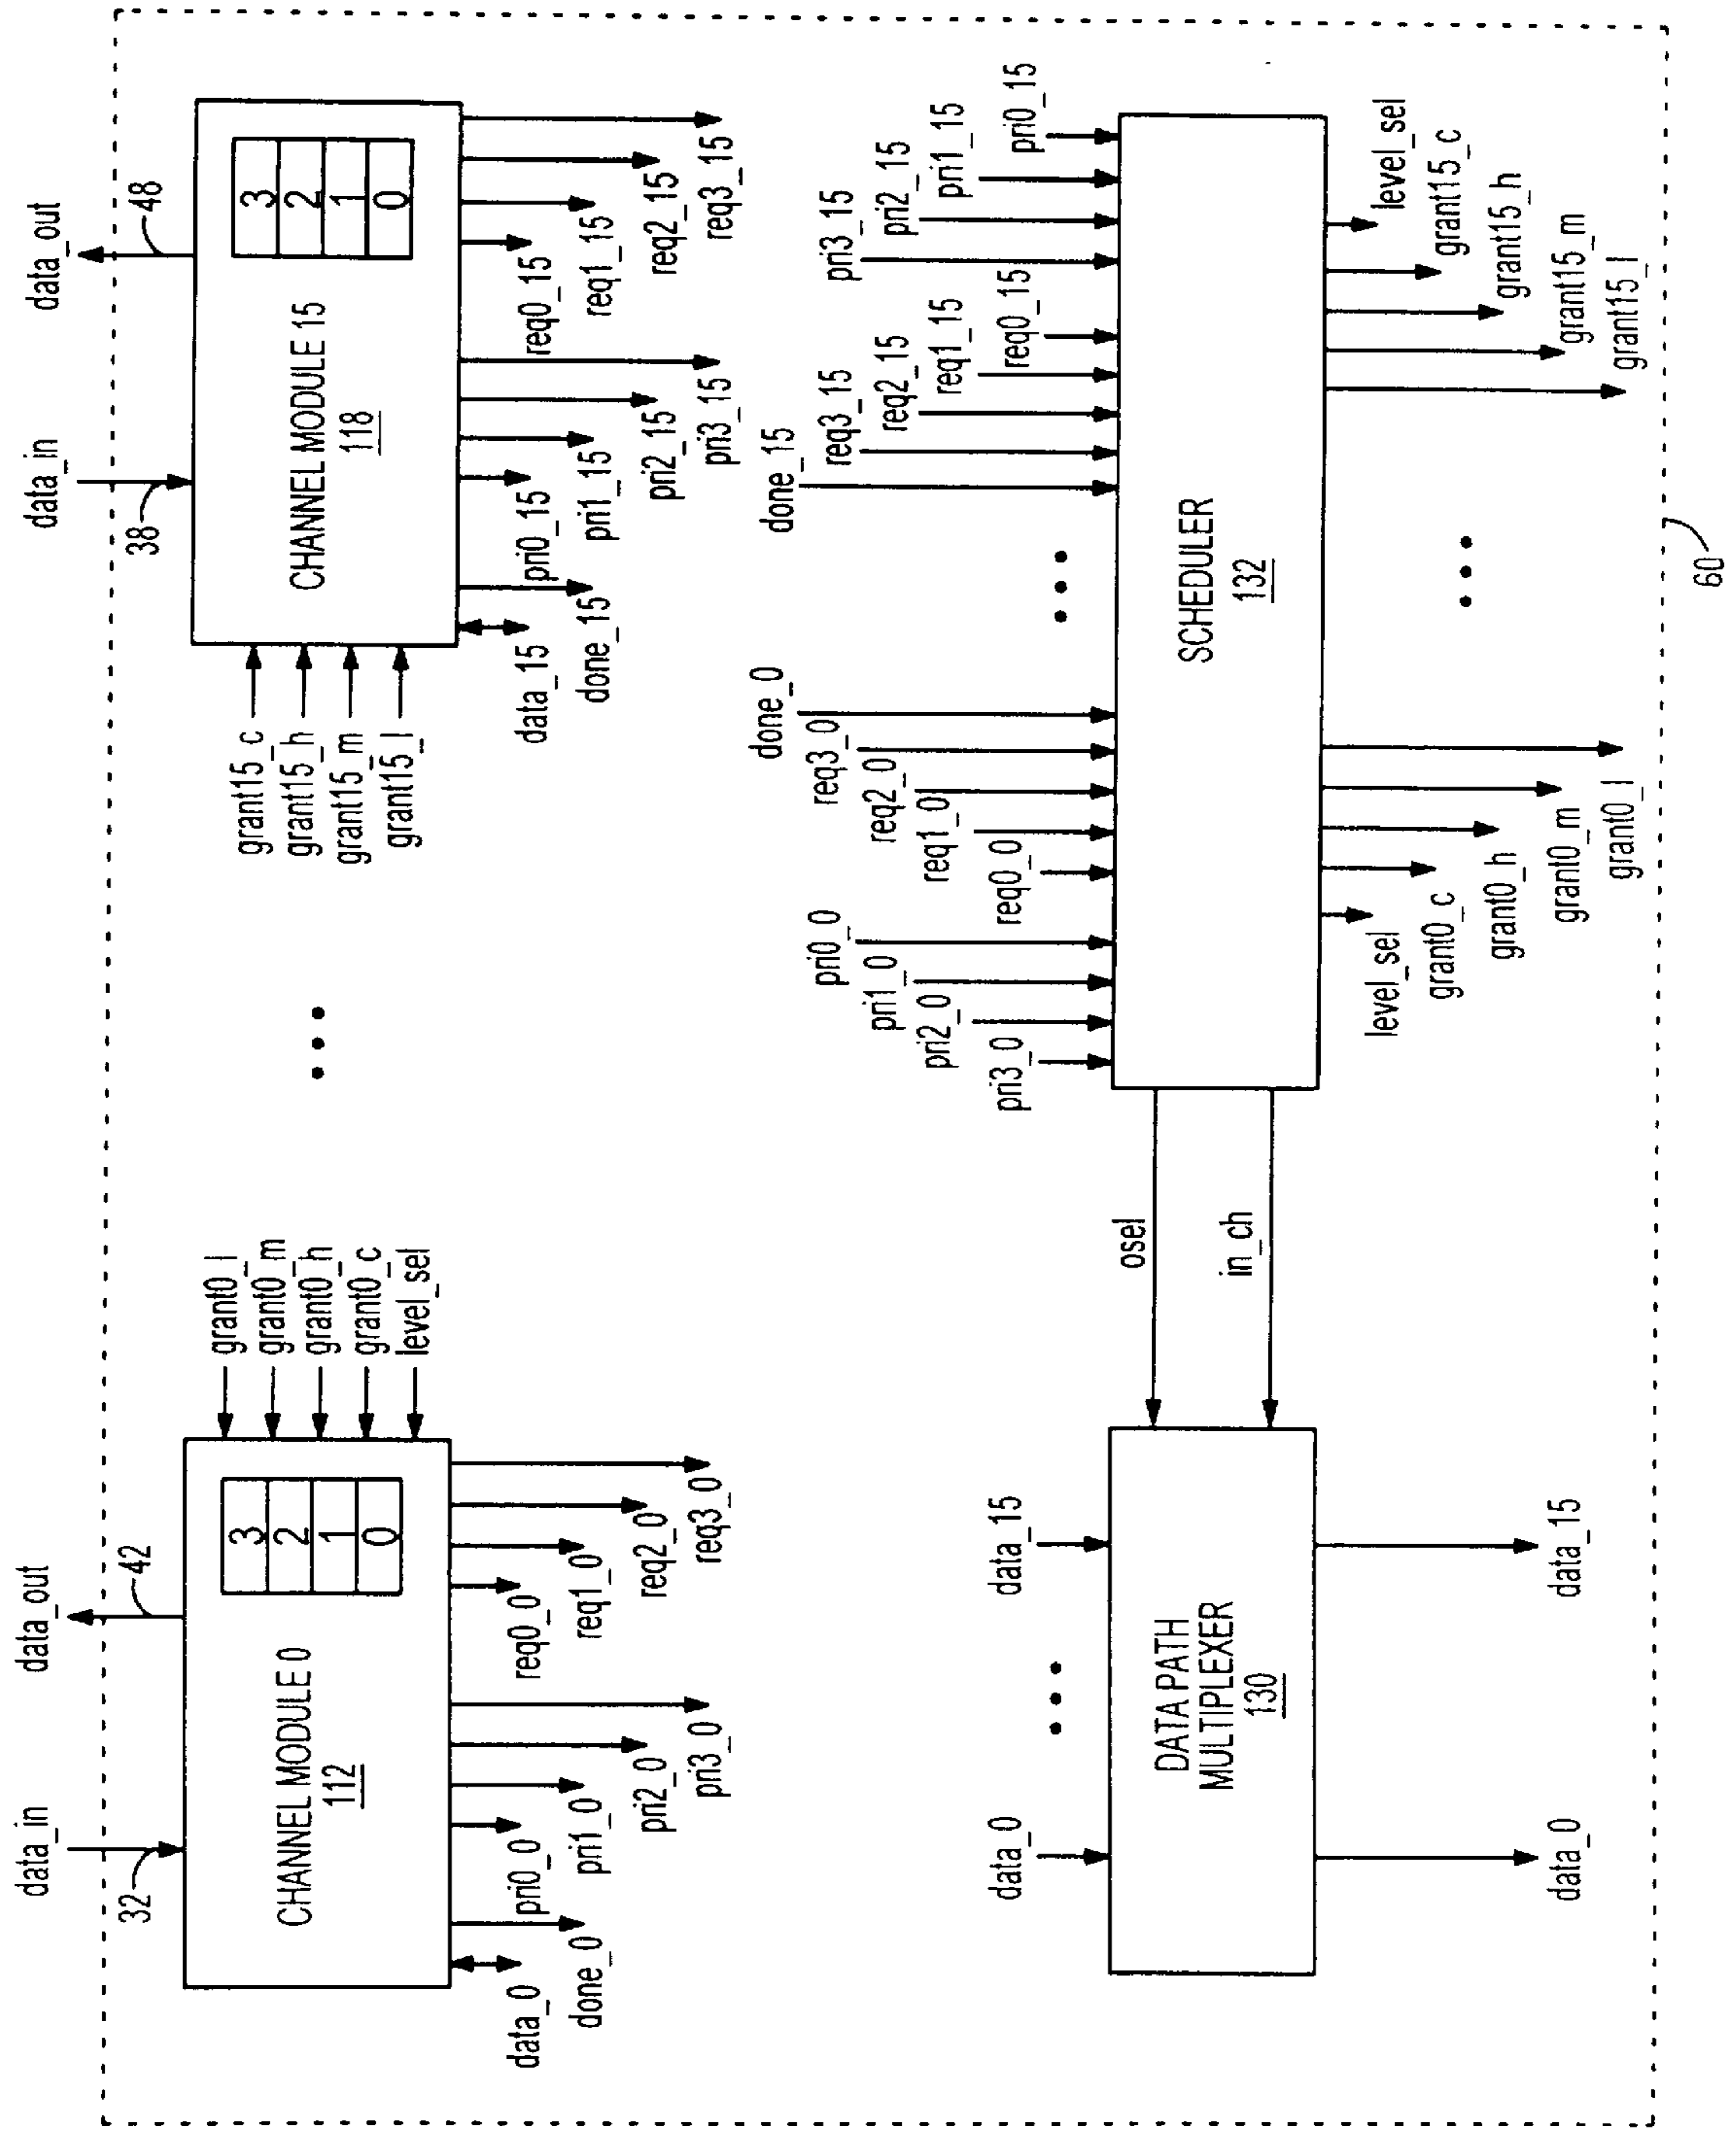 data_in
data_out
data_in
data_out
32
42
38
48
CHANNEL MODULE 0
112
3
2
1
0
grant0_l
grant0_m
grant0_h
grant0_c
level_sel
grant15_c
grant15_h
grant15_m
grant15_l
CHANNEL MODULE 15
118
3
2
1
0
data_0
done_0
pri0_0
pri1_0
pri2_0
pri3_0
req0_0
req1_0
req2_0
req3_0
data_15
done_15
pri0_15
pri1_15
pri2_15
pri3_15
req0_15
req1_15
req2_15
req3_15
data_0
data_15
DATA PATH
MULTIPLEXER
130
data_0
data_15
osel
in_ch
pri3_0
pri2_0
pri1_0
pri0_0
req0_0
req1_0
req2_0
req3_0
done_0
done_15
req3_15
req2_15
req1_15
req0_15
pri3_15
pri2_15
pri1_15
pri0_15
SCHEDULER
132
level_sel
grant0_c
grant0_h
grant0_m
grant0_l
level_sel
grant15_c
grant15_h
grant15_m
grant15_l
60